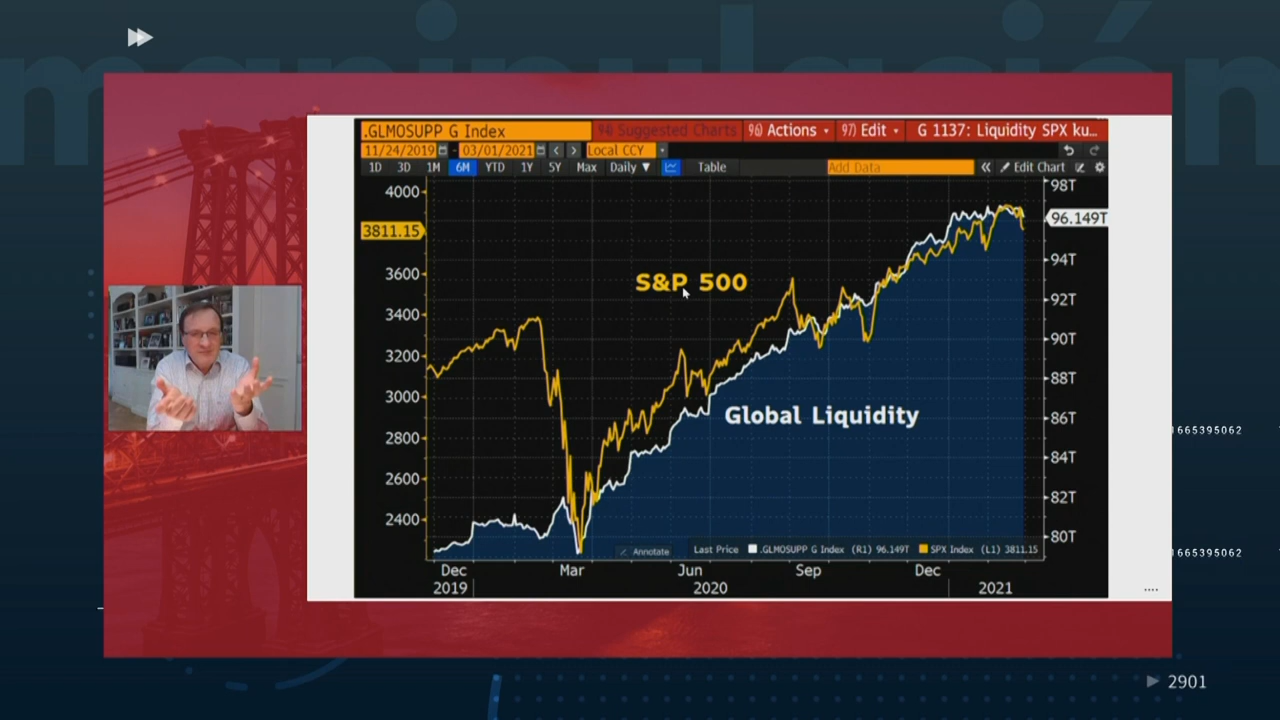 manipulación
.GLMOSUPP G Index
94) Suggested Charts
96) Actions
97) Edit
G 1137: Liquidity SPX ku...
11/24/2019 - 03/01/2021
Local CCY
1D 3D 1M 6M YTD 1Y 5Y Max Daily ▼
Table
Add Data
Edit Chart
4000
3811.15
3600
3400
3200
3000
2800
2600
2400
98T
96.149T
94T
92T
90T
88T
86T
84T
82T
80T
S&P 500
Global Liquidity
Annotate
Last Price
.GLMOSUPP G Index (R1) 96.149T
SPX Index (L1) 3811.15
Dec Mar Jun Sep Dec
2019 2020 2021
....
1665395062
1665395062
2901